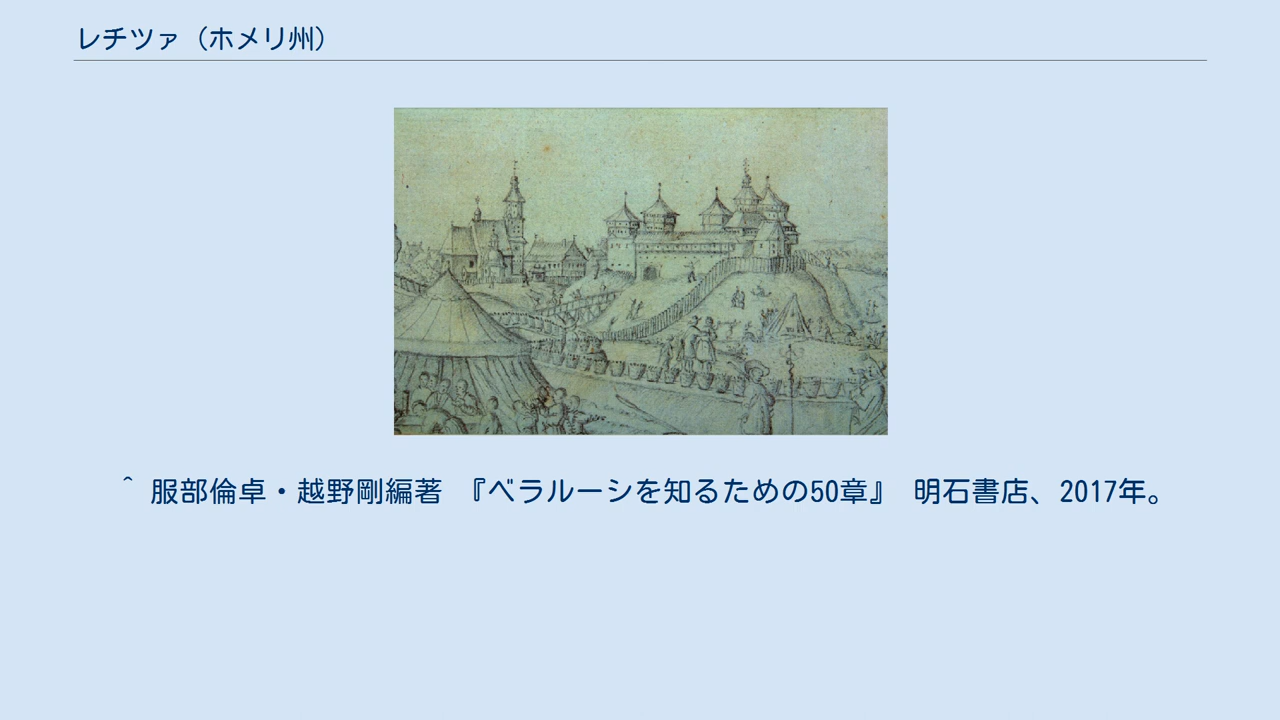 レチツァ（ホメリ州）
^ 服部倫卓・越野剛編著 『ベラルーシを知るための50章』 明石書店、2017年。